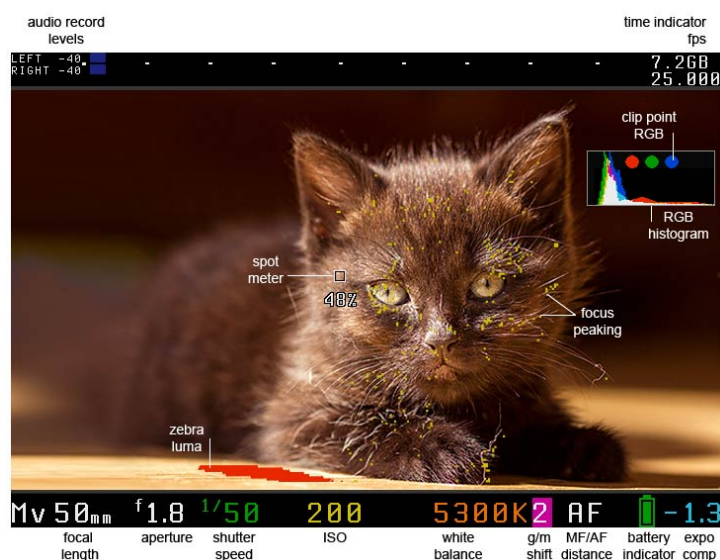 audio record
levels
time indicator
fps
LEFT -40
RIGHT -40
7.2GB
25.000
clip point
RGB
RGB
histogram
spot
meter
48%
focus
peaking
zebra
luma
Mv 50mm f1.8 1/50 200 5300K 2 AF -1.3
focal
length
aperture
shutter
speed
ISO
white
balance
g/m
shift
MF/AF
distance
battery
indicator
expo
comp